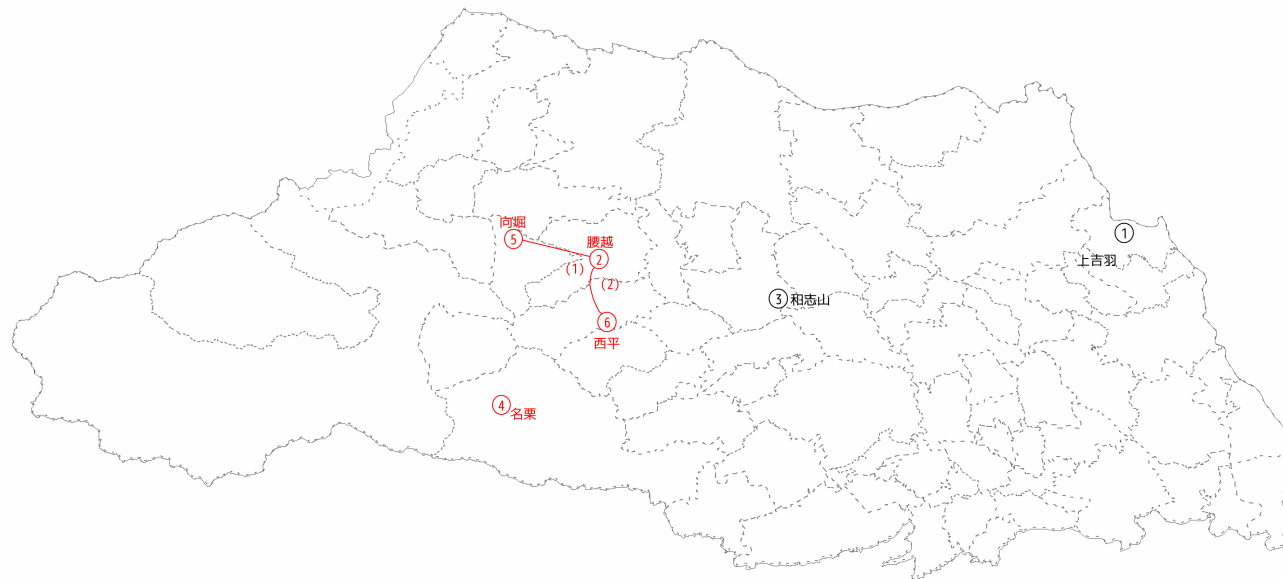 向堀
⑤
腰越
②
(1)
(2)
⑥
西平
④
名栗
③
和志山
①
上吉羽